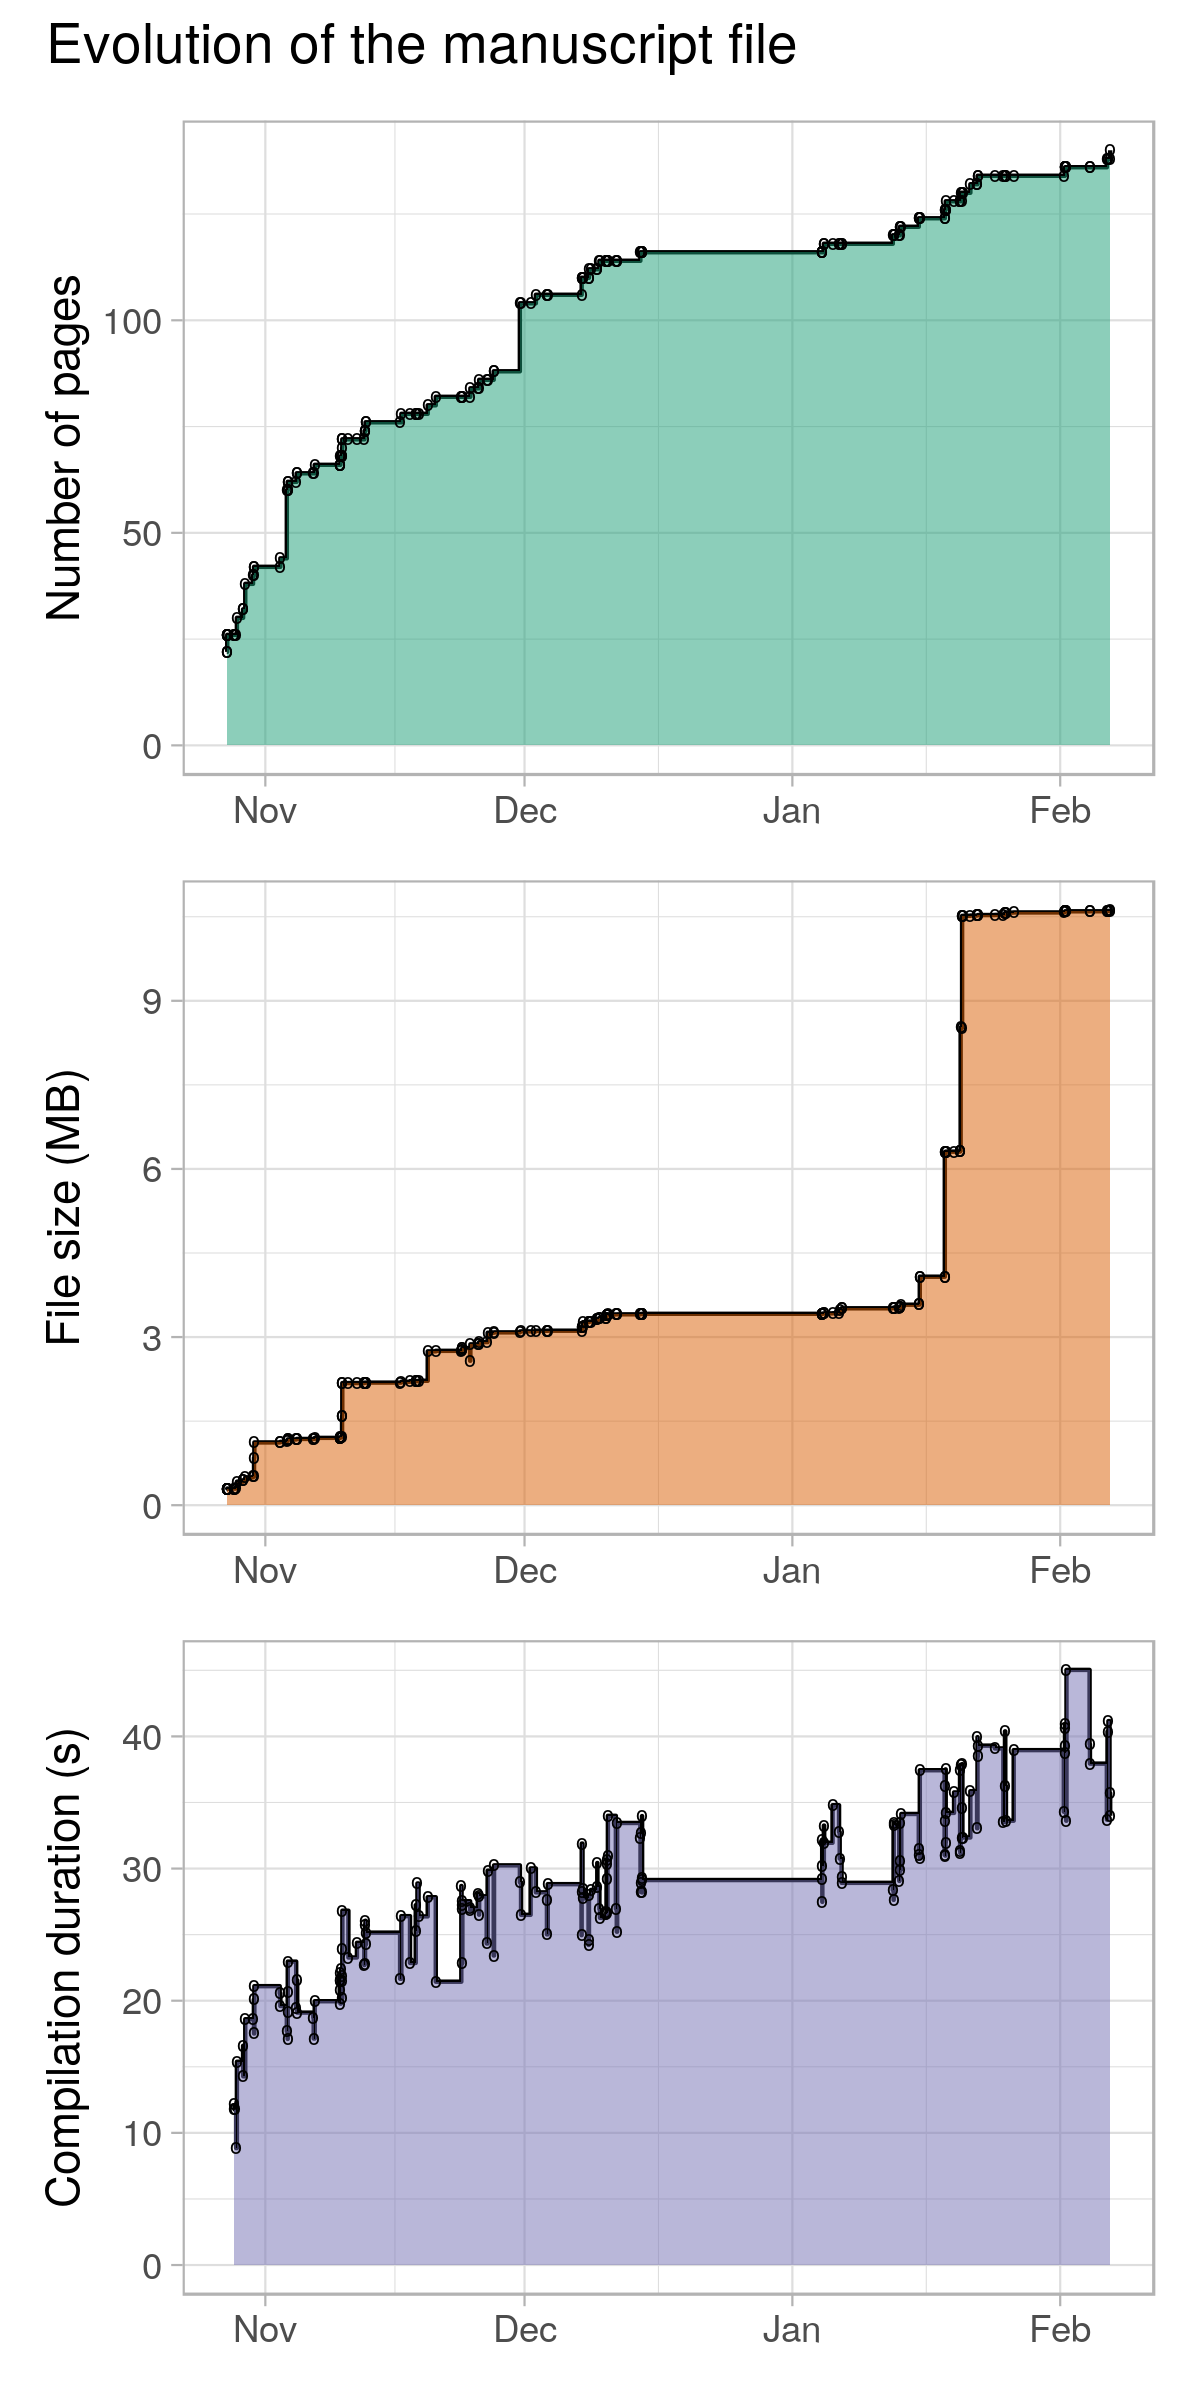 Evolution of the manuscript file
Number of pages
100
50
0
Nov Dec Jan Feb
File size (MB)
9
6
3
0
Nov Dec Jan Feb
Compilation duration (s)
40
30
20
10
0
Nov Dec Jan Feb